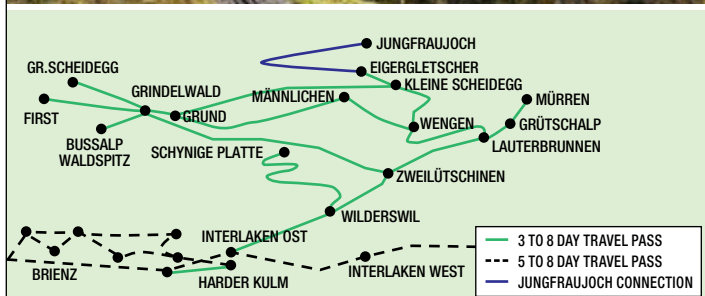 JUNGFRAUJOCH
GR.SCHEIDEGG
EIGERGLETSCHER
GRINDELWALD
KLEINE SCHEIDEGG
MÄNNLICHEN
MÜRREN
FIRST
GRUND
WENGEN
GRÜTSCHALP
BUSSALP
WALDSPITZ
SCHYNIGE PLATTE
LAUTERBRUNNEN
ZWEILÜTSCHINEN
WILDERSWIL
INTERLAKEN OST
3 TO 8 DAY TRAVEL PASS
5 TO 8 DAY TRAVEL PASS
JUNGFRAUJOCH CONNECTION
BRIENZ
HARDER KULM
INTERLAKEN WEST